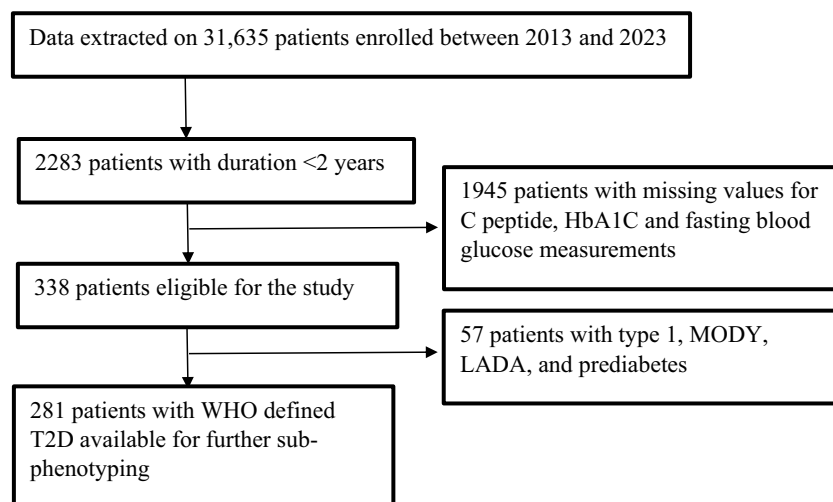 Data extracted on 31,635 patients enrolled between 2013 and 2023
2283 patients with duration <2 years
1945 patients with missing values for
C peptide, HbA1C and fasting blood
glucose measurements
338 patients eligible for the study
57 patients with type 1, MODY,
LADA, and prediabetes
281 patients with WHO defined
T2D available for further sub-
phenotyping